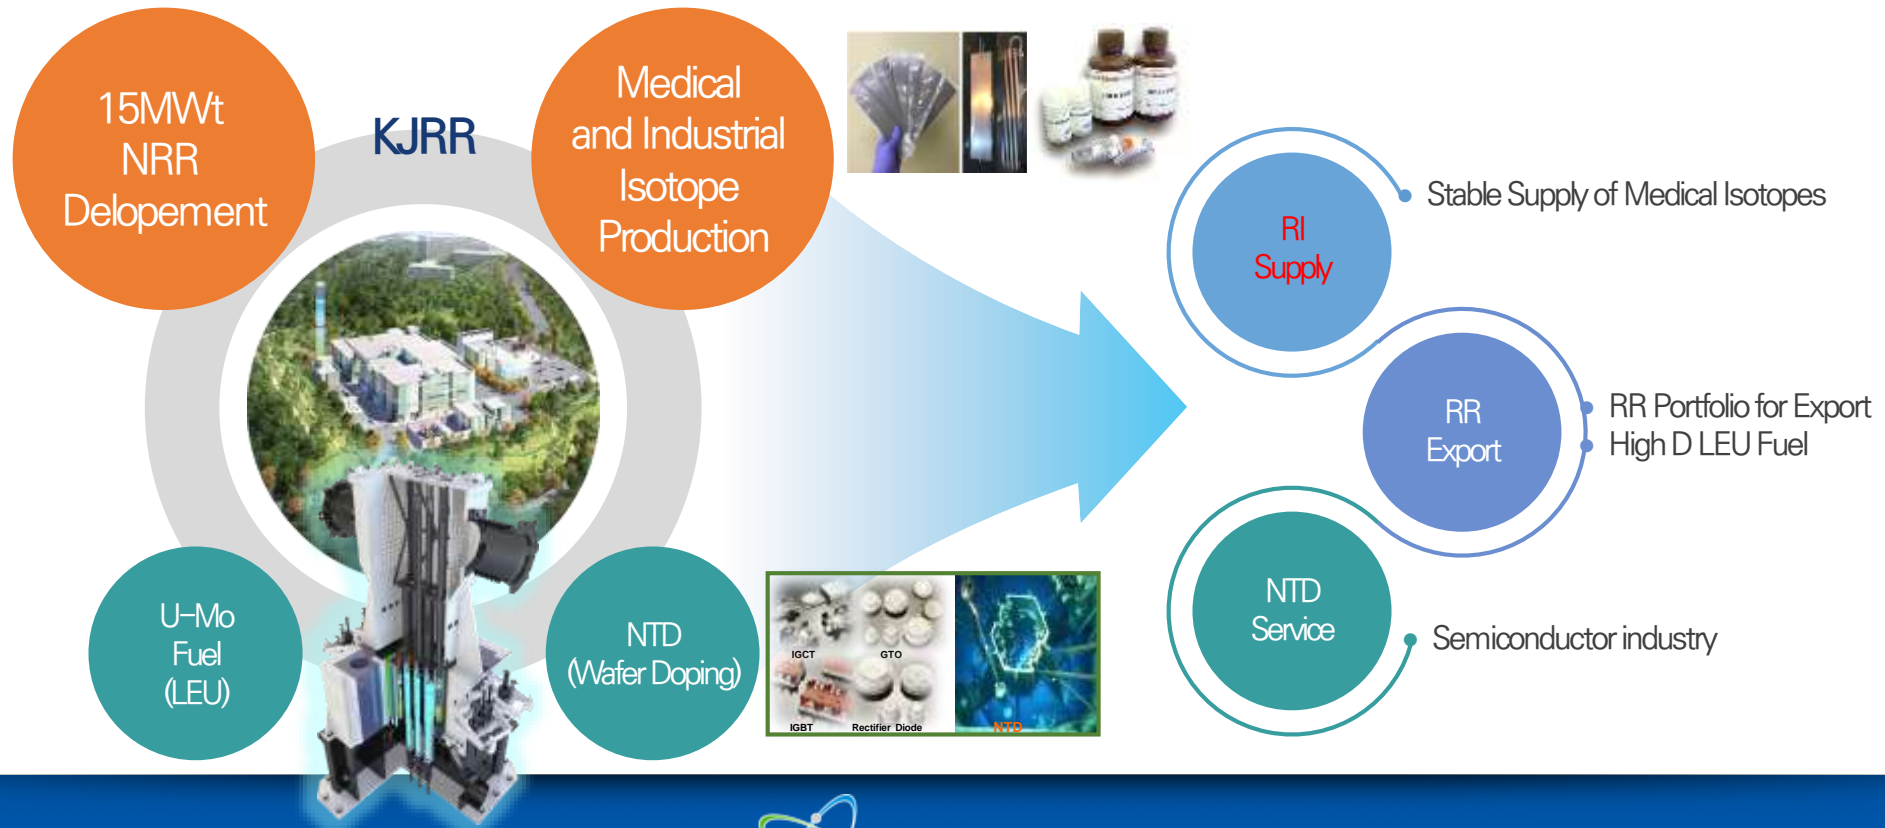 15MWt
NRR
Delopement
KJRR
Medical
and Industrial
Isotope
Production
U-Mo
Fuel
(LEU)
NTD
(Wafer Doping)
IGCT
GTO
IGBT
Rectifier Diode
NTD
RI
Supply
Stable Supply of Medical Isotopes
RR
Export
RR Portfolio for Export
High D LEU Fuel
NTD
Service
Semiconductor industry